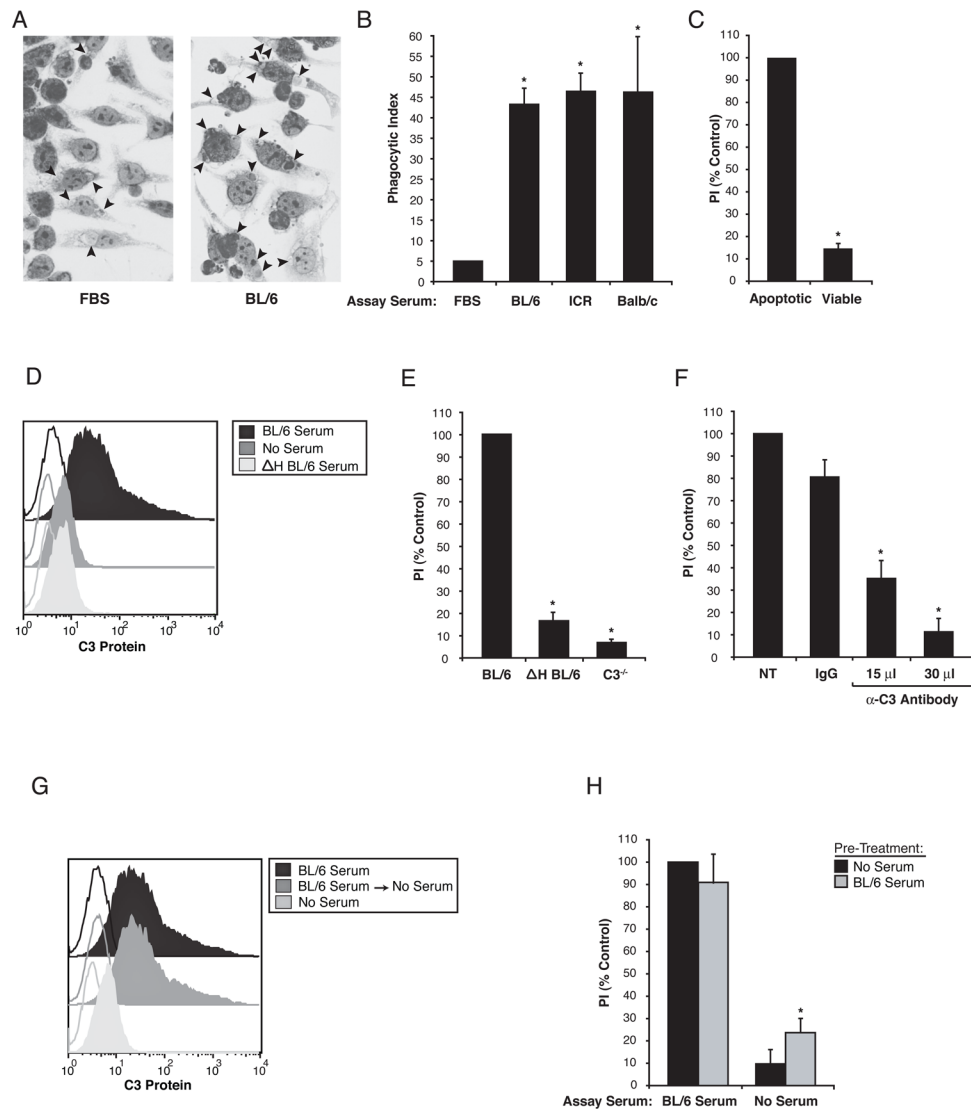 A
FBS
BL/6
B
Phagocytic Index
60
55
50
45
40
35
30
25
20
15
10
5
0
*
*
*
Assay Serum: FBS BL/6 ICR Balb/c
C
PI (% Control)
110
100
90
80
70
60
50
40
30
20
10
0
*
Apoptotic Viable
D
BL/6 Serum
No Serum
ΔH BL/6 Serum
10⁰ 10¹ 10² 10³ 10⁴
C3 Protein
E
PI (% Control)
110
100
90
80
70
60
50
40
30
20
10
0
*
*
BL/6 ΔH BL/6 C3-/-
F
PI (% Control)
110
100
90
80
70
60
50
40
30
20
10
0
*
*
NT IgG 15 µl 30 µl
α-C3 Antibody
G
BL/6 Serum
BL/6 Serum → No Serum
No Serum
10⁰ 10¹ 10² 10³ 10⁴
C3 Protein
H
PI (% Control)
110
100
90
80
70
60
50
40
30
20
10
0
*
Pre-Treatment:
No Serum
BL/6 Serum
Assay Serum: BL/6 Serum No Serum